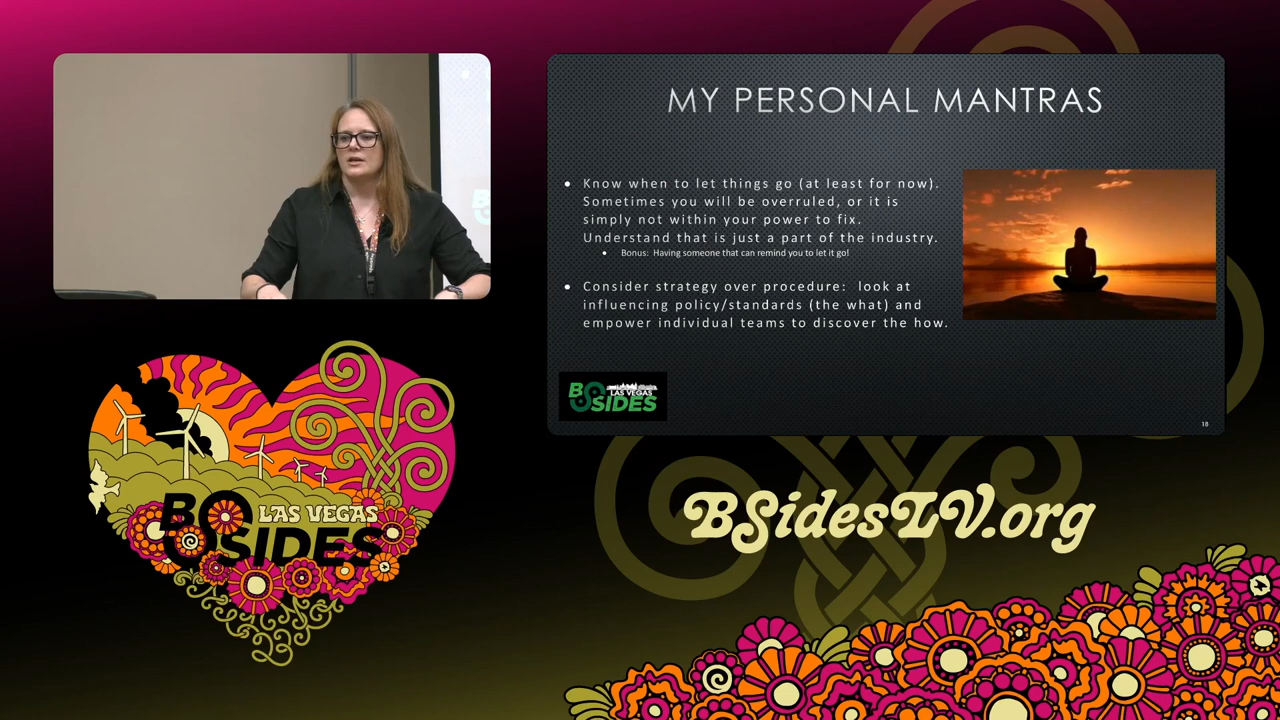 MY PERSONAL MANTRAS
• Know when to let things go (at least for now).
Sometimes you will be overruled, or it is
simply not within your power to fix.
Understand that is just a part of the industry.
• Bonus: Having someone that can remind you to let it go!
• Consider strategy over procedure: look at
influencing policy/standards (the what) and
empower individual teams to discover the how.
B
LAS VEGAS
SIDES
18
B
LAS VEGAS
SIDES
BSidesLV.org